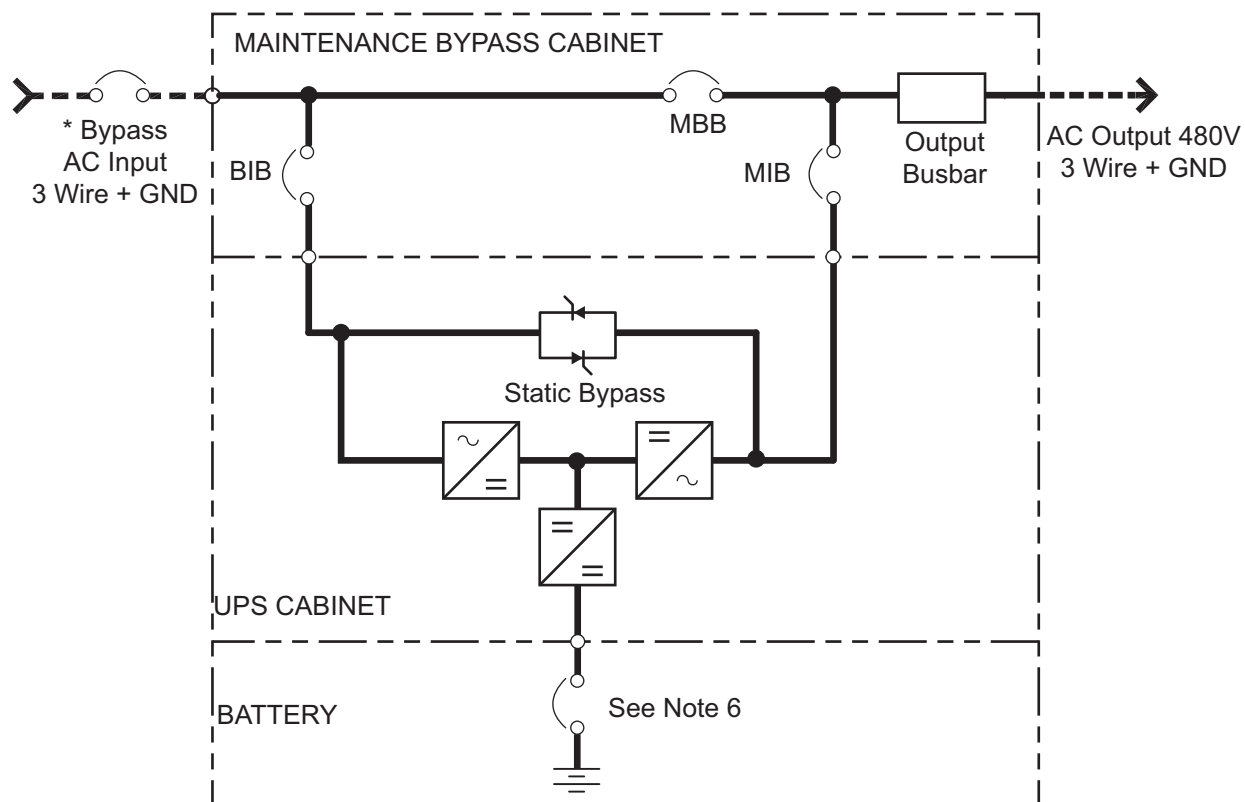 MAINTENANCE BYPASS CABINET
* Bypass
AC Input
3 Wire + GND
BIB
MBB
MIB
Output
Busbar
AC Output 480V
3 Wire + GND
Static Bypass
UPS CABINET
BATTERY
See Note 6